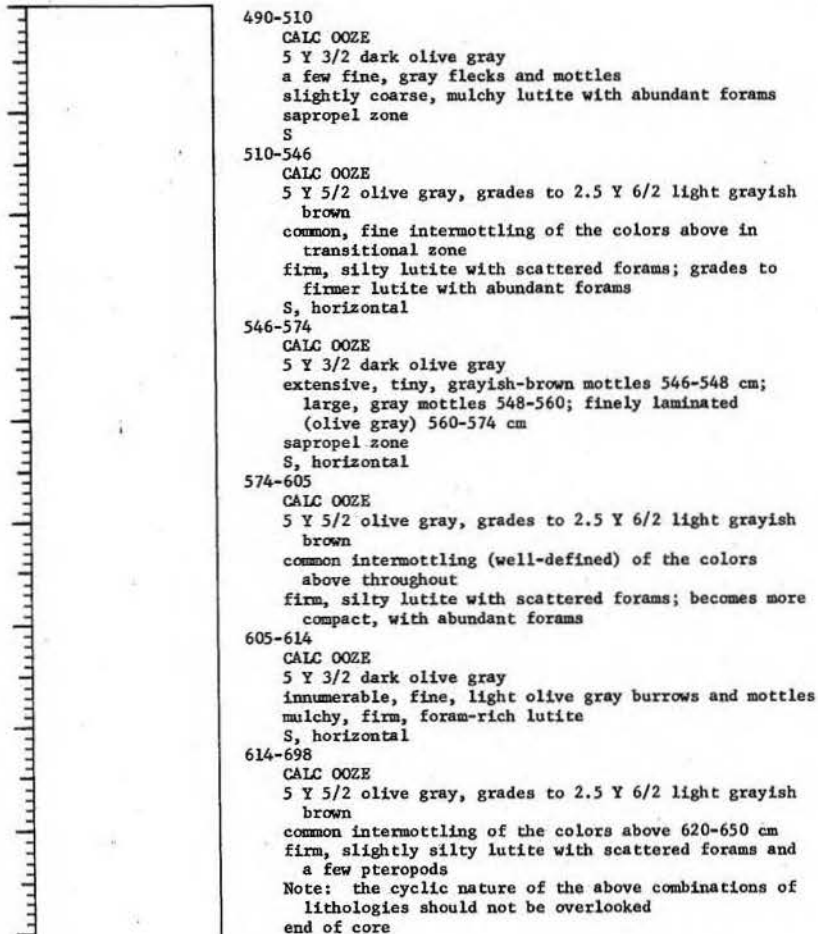 490-510
CALC OOZE
5 Y 3/2 dark olive gray
a few fine, gray flecks and mottles
slightly coarse, mulchy lutite with abundant forams
sapropel zone
S
510-546
CALC OOZE
5 Y 5/2 olive gray, grades to 2.5 Y 6/2 light grayish
brown
common, fine intermottling of the colors above in
transitional zone
firm, silty lutite with scattered forams; grades to
firmer lutite with abundant forams
S, horizontal
546-574
CALC OOZE
5 Y 3/2 dark olive gray
extensive, tiny, grayish-brown mottles 546-548 cm;
large, gray mottles 548-560; finely laminated
(olive gray) 560-574 cm
sapropel zone
S, horizontal
574-605
CALC OOZE
5 Y 5/2 olive gray, grades to 2.5 Y 6/2 light grayish
brown
common intermottling (well-defined) of the colors
above throughout
firm, silty lutite with scattered forams; becomes more
compact, with abundant forams
605-614
CALC OOZE
5 Y 3/2 dark olive gray
innumerable, fine, light olive gray burrows and mottles
mulchy, firm, foram-rich lutite
S, horizontal
614-698
CALC OOZE
5 Y 5/2 olive gray, grades to 2.5 Y 6/2 light grayish
brown
common intermottling of the colors above 620-650 cm
firm, slightly silty lutite with scattered forams and
a few pteropods
Note: the cyclic nature of the above combinations of
lithologies should not be overlooked
end of core